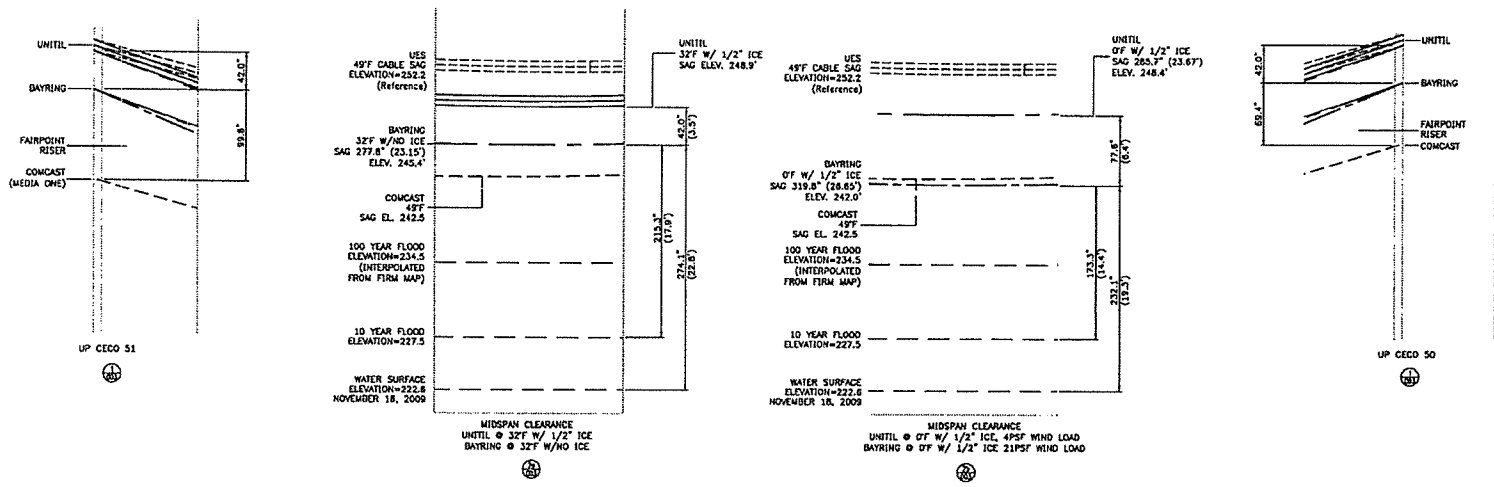 UNITIL
BAYRING
FAIRPOINT
RISER
COMCAST
(MEDIA ONE)
42.0"
99.8"
UP CECO 51
UES
49°F CABLE SAG
ELEVATION=252.2
(Reference)
UNITIL
32°F W/ 1/2" ICE
SAG ELEV. 248.9'
BAYRING
32°F W/NO ICE
SAG 277.8" (23.15')
ELEV. 245.4'
COMCAST
49°F
SAG EL. 242.5
100 YEAR FLOOD
ELEVATION=234.5
(INTERPOLATED
FROM FIRM MAP)
10 YEAR FLOOD
ELEVATION=227.5
WATER SURFACE
ELEVATION=222.6
NOVEMBER 18, 2009
42.0"
(3.5')
215.3"
(17.9')
274.1"
(22.8')
MIDSPAN CLEARANCE
UNITIL @ 32°F W/ 1/2" ICE
BAYRING @ 32°F W/NO ICE
UES
49°F CABLE SAG
ELEVATION=252.2
(Reference)
UNITIL
0°F W/ 1/2" ICE
SAG 285.7" (23.67')
ELEV. 248.4'
BAYRING
0°F W/ 1/2" ICE
SAG 319.8" (26.65')
ELEV. 242.0'
COMCAST
49°F
SAG EL. 242.5
100 YEAR FLOOD
ELEVATION=234.5
(INTERPOLATED
FROM FIRM MAP)
10 YEAR FLOOD
ELEVATION=227.5
WATER SURFACE
ELEVATION=222.6
NOVEMBER 18, 2009
77.6"
(6.4')
173.3"
(14.4')
232.1"
(19.3')
MIDSPAN CLEARANCE
UNITIL @ 0°F W/ 1/2" ICE, 4PSF WIND LOAD
BAYRING @ 0°F W/ 1/2" ICE 21PSF WIND LOAD
UNITIL
BAYRING
FAIRPOINT
RISER
COMCAST
42.0"
69.4"
UP CECO 50